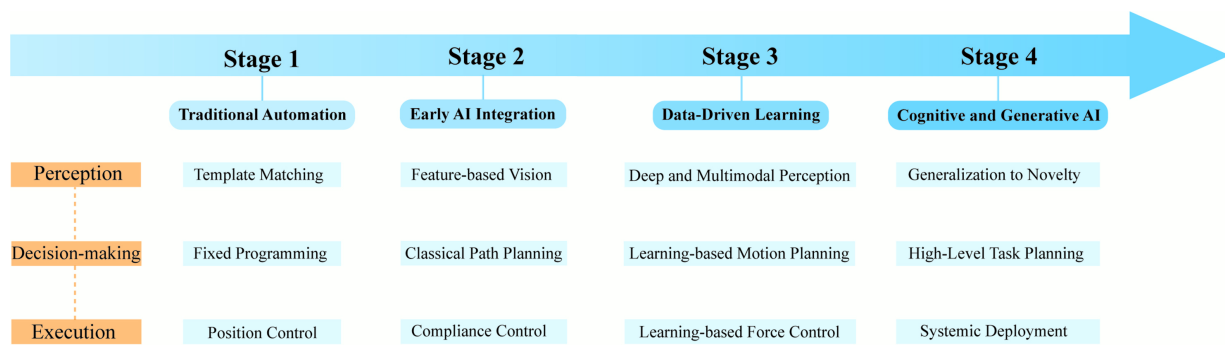 Stage 1
Stage 2
Stage 3
Stage 4
Traditional Automation
Early AI Integration
Data-Driven Learning
Cognitive and Generative AI
Perception
Template Matching
Feature-based Vision
Deep and Multimodal Perception
Generalization to Novelty
Decision-making
Fixed Programming
Classical Path Planning
Learning-based Motion Planning
High-Level Task Planning
Execution
Position Control
Compliance Control
Learning-based Force Control
Systemic Deployment